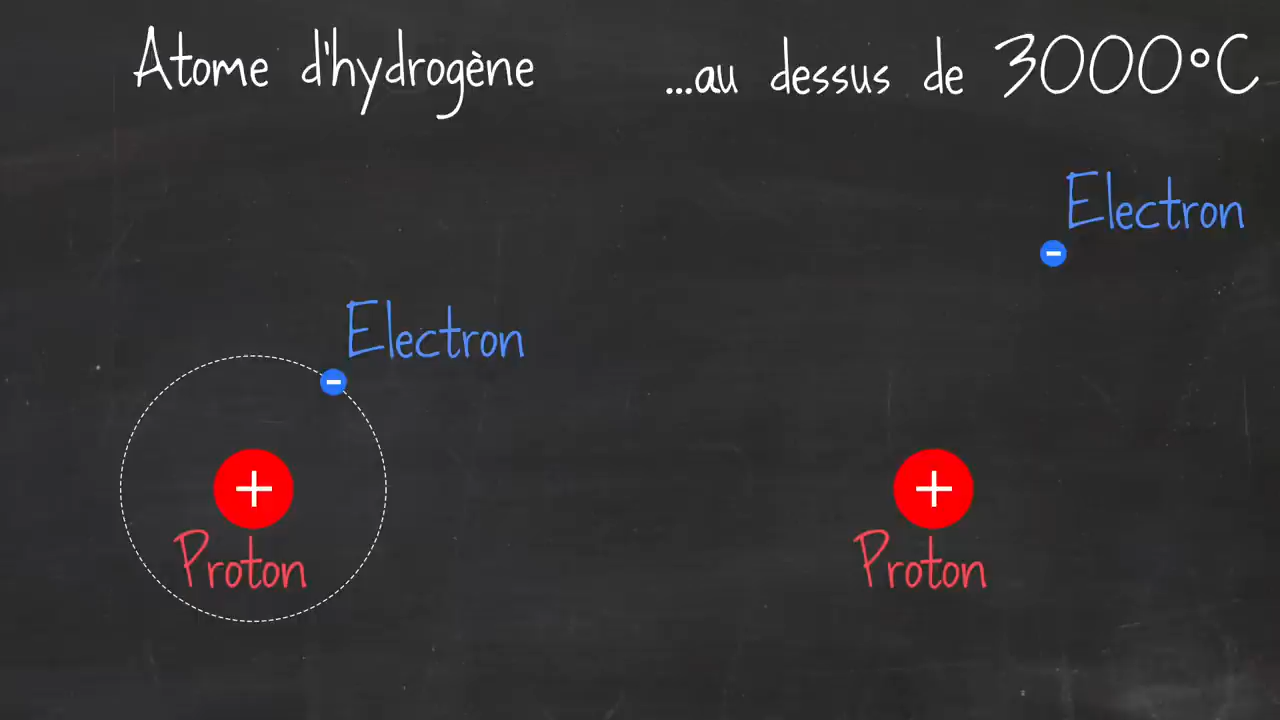 Atome d'hydrogène
...au dessus de 3000°C
Electron
Electron
+
Proton
+
Proton